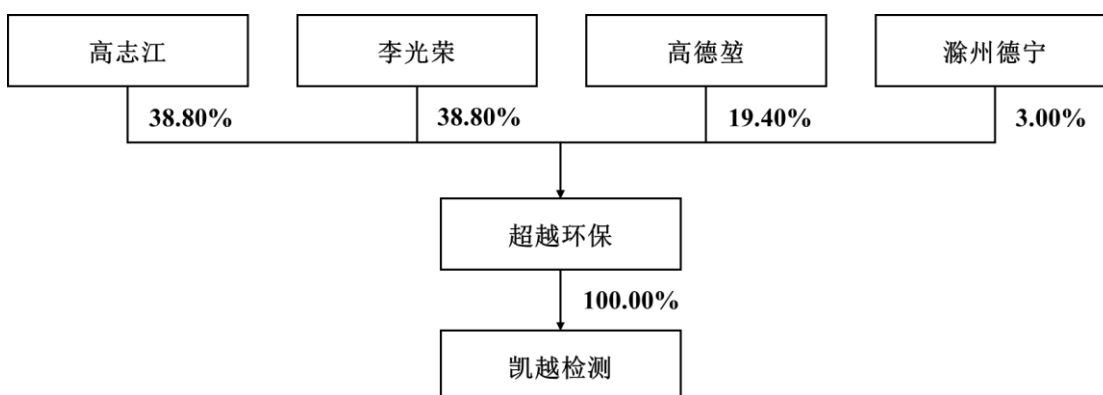 高志江
李光荣
高德堃
滁州德宁
38.80%
38.80%
19.40%
3.00%
超越环保
100.00%
凯越检测